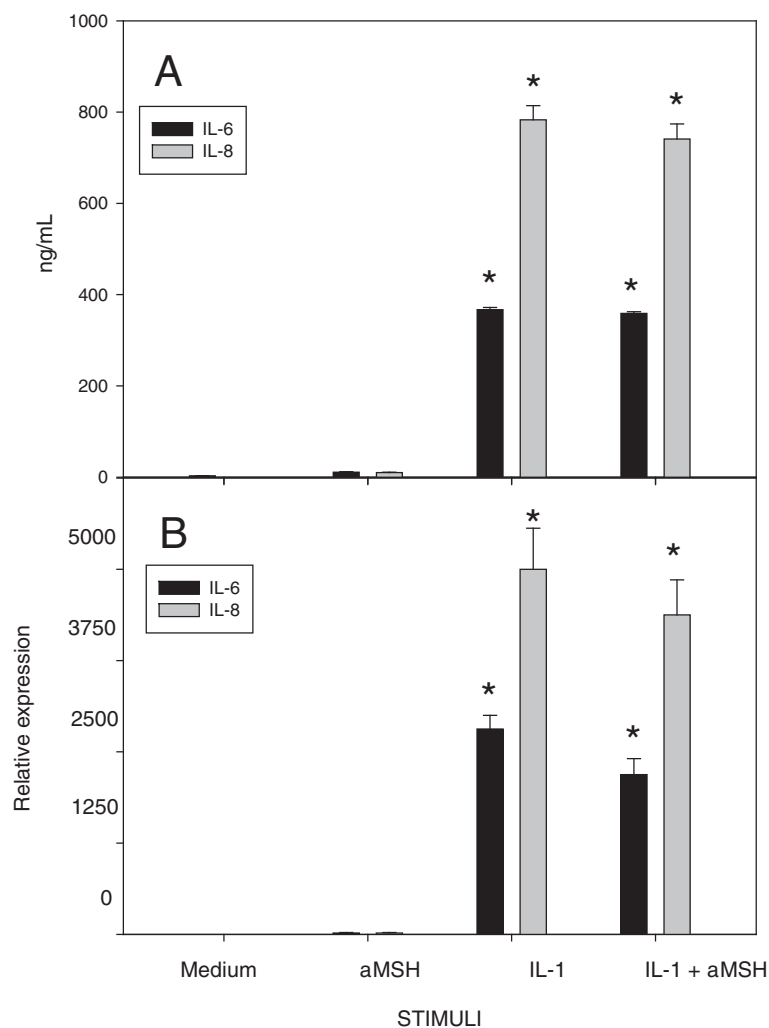 1000
A
*
*
IL-6
IL-8
800
600
ng/mL
*
*
400
200
0
B
*
*
IL-6
IL-8
5000
3750
*
*
2500
Relative expression
1250
0
Medium
aMSH
IL-1
IL-1 + aMSH
STIMULI